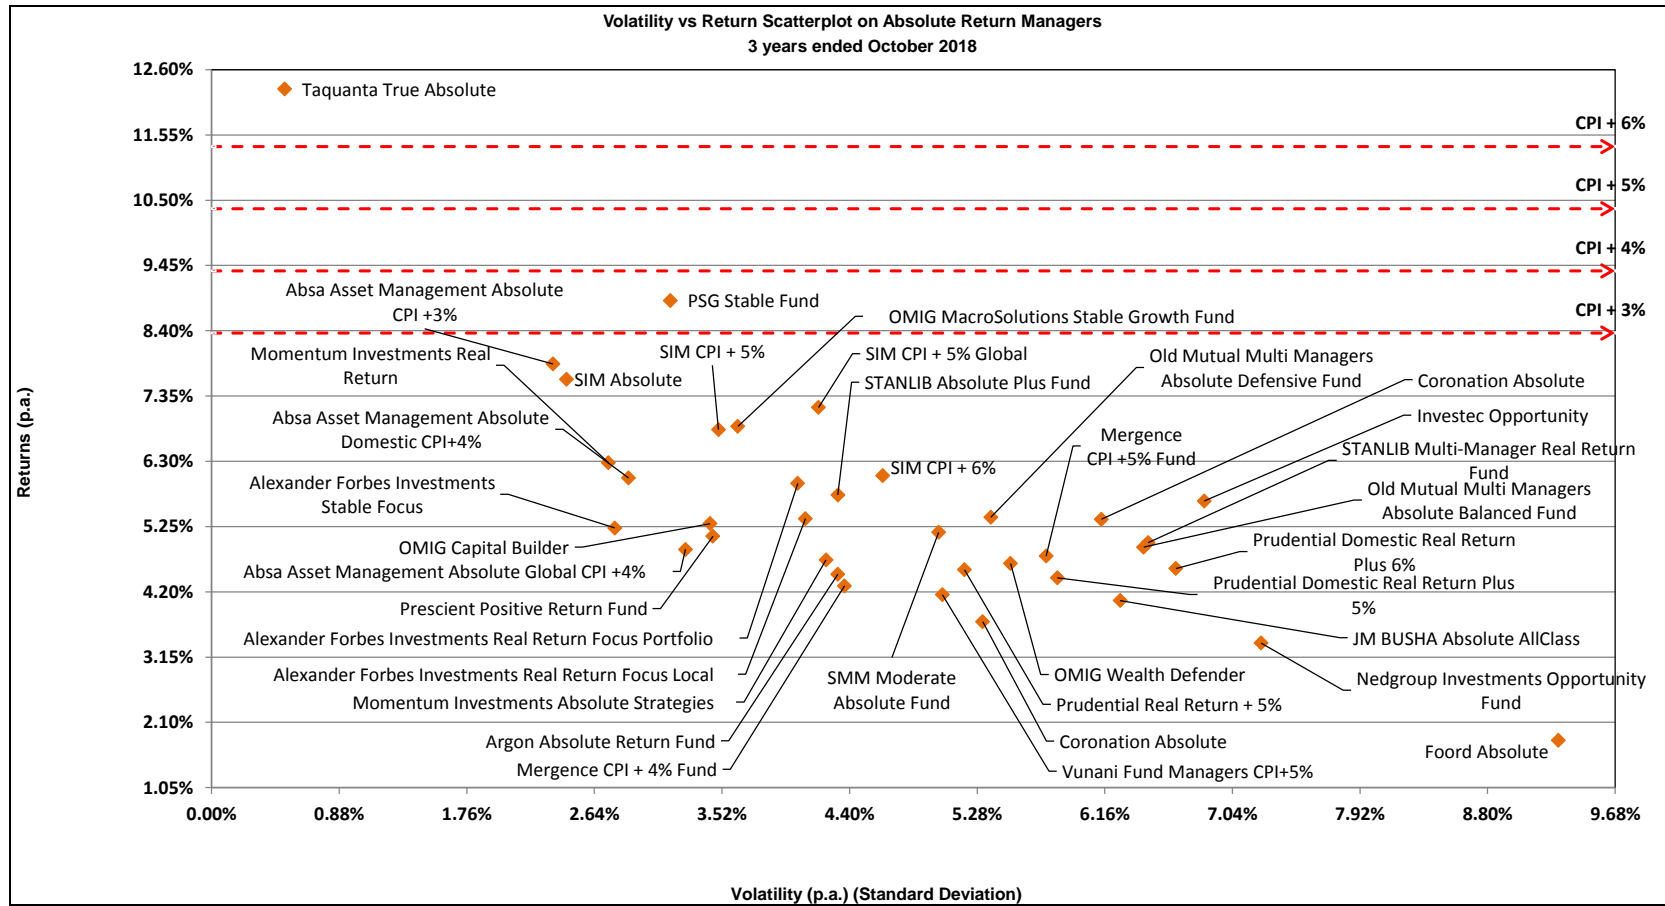 Volatility vs Return Scatterplot on Absolute Return Managers
3 years ended October 2018
12.60%
Taquanta True Absolute
CPI + 6%
11.55%
CPI + 5%
10.50%
CPI + 4%
9.45%
Absa Asset Management Absolute
CPI +3%
PSG Stable Fund
OMIG MacroSolutions Stable Growth Fund
CPI + 3%
8.40%
Momentum Investments Real
Return
SIM CPI + 5%
SIM CPI + 5% Global
Old Mutual Multi Managers
Absolute Defensive Fund
SIM Absolute
STANLIB Absolute Plus Fund
Coronation Absolute
7.35%
Absa Asset Management Absolute
Domestic CPI+4%
Investec Opportunity
Mergence
CPI +5% Fund
STANLIB Multi-Manager Real Return
Fund
6.30%
SIM CPI + 6%
Alexander Forbes Investments
Stable Focus
Old Mutual Multi Managers
Absolute Balanced Fund
5.25%
OMIG Capital Builder
Prudential Domestic Real Return
Plus 6%
Absa Asset Management Absolute Global CPI +4%
Prudential Domestic Real Return Plus
5%
4.20%
Prescient Positive Return Fund
Alexander Forbes Investments Real Return Focus Portfolio
JM BUSHA Absolute AllClass
3.15%
Alexander Forbes Investments Real Return Focus Local
SMM Moderate
Absolute Fund
OMIG Wealth Defender
Nedgroup Investments Opportunity
Fund
Momentum Investments Absolute Strategies
Prudential Real Return + 5%
2.10%
Argon Absolute Return Fund
Coronation Absolute
Foord Absolute
Mergence CPI + 4% Fund
Vunani Fund Managers CPI+5%
1.05%
0.00%
0.88%
1.76%
2.64%
3.52%
4.40%
5.28%
6.16%
7.04%
7.92%
8.80%
9.68%
Returns (p.a.)
Volatility (p.a.) (Standard Deviation)